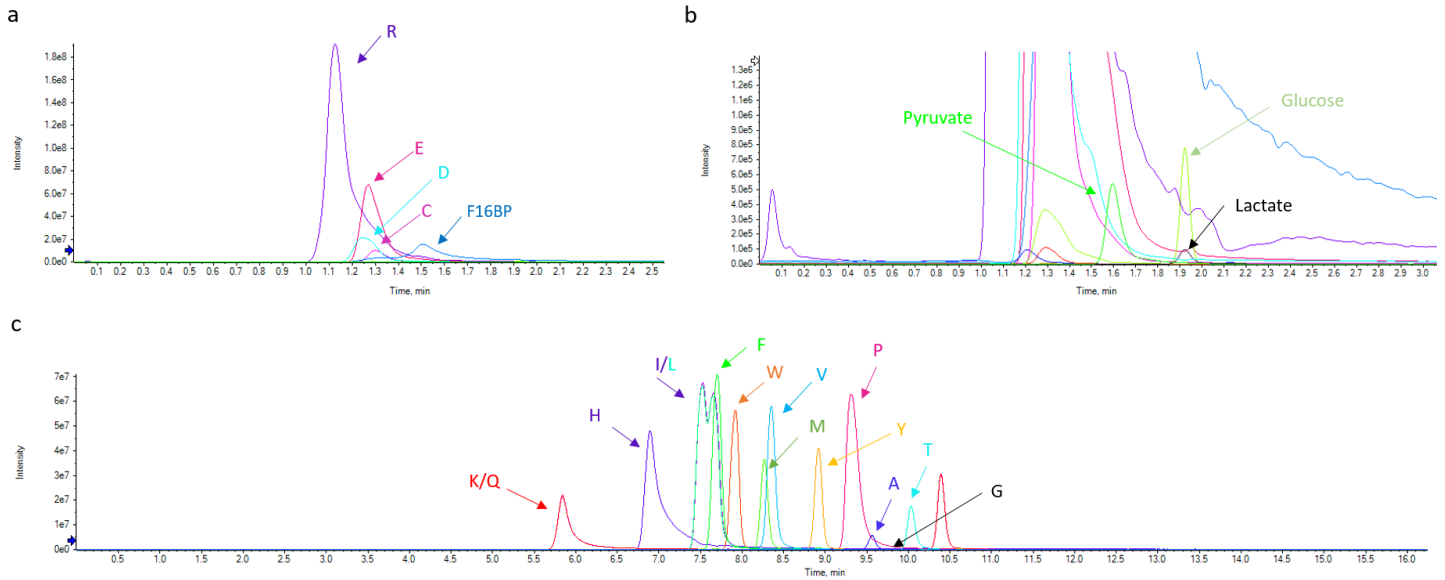 a
R
E
D
C
F16BP
Intensity
1.8e8
1.6e8
1.4e8
1.2e8
1.0e8
8.0e7
6.0e7
4.0e7
2.0e7
0.0e0
0.1 0.2 0.3 0.4 0.5 0.6 0.7 0.8 0.9 1.0 1.1 1.2 1.3 1.4 1.5 1.6 1.7 1.8 1.9 2.0 2.1 2.2 2.3 2.4 2.5
Time, min
b
Pyruvate
Glucose
Lactate
Intensity
1.3e6
1.2e6
1.1e6
1.0e6
9.0e5
8.0e5
7.0e5
6.0e5
5.0e5
4.0e5
3.0e5
2.0e5
1.0e5
0.0e0
0.1 0.2 0.3 0.4 0.5 0.6 0.7 0.8 0.9 1.0 1.1 1.2 1.3 1.4 1.5 1.6 1.7 1.8 1.9 2.0 2.1 2.2 2.3 2.4 2.5 2.6 2.7 2.8 2.9 3.0
Time, min
c
K/Q
H
I/L
F
W
M
V
Y
P
A
G
T
Intensity
7e7
6e7
5e7
4e7
3e7
2e7
1e7
0e0
0.5 1.0 1.5 2.0 2.5 3.0 3.5 4.0 4.5 5.0 5.5 6.0 6.5 7.0 7.5 8.0 8.5 9.0 9.5 10.0 10.5 11.0 11.5 12.0 12.5 13.0 13.5 14.0 14.5 15.0 15.5 16.0
Time, min